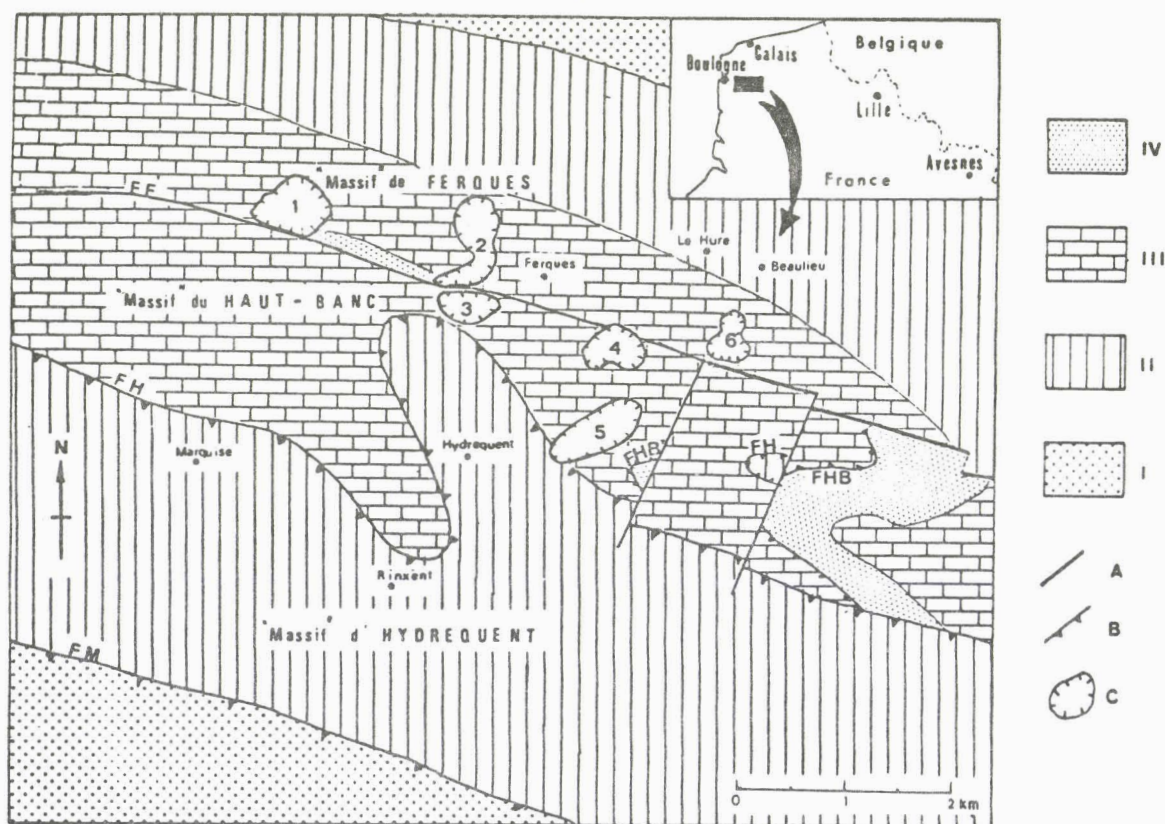 Belgique
Calais
Boulogne
Lille
Avesnes
France
"Massif" de FERQUES
FF
1
2
Ferques
Le Hure
Beaulieu
"Massif" du HAUT-BANC
3
4
6
FH
5
Hydrequent
FHB
FH
FHB
Marquise
N
Rinxent
"Massif" d'HYDREQUENT
FM
0 1 2 km
IV
III
II
I
A
B
C